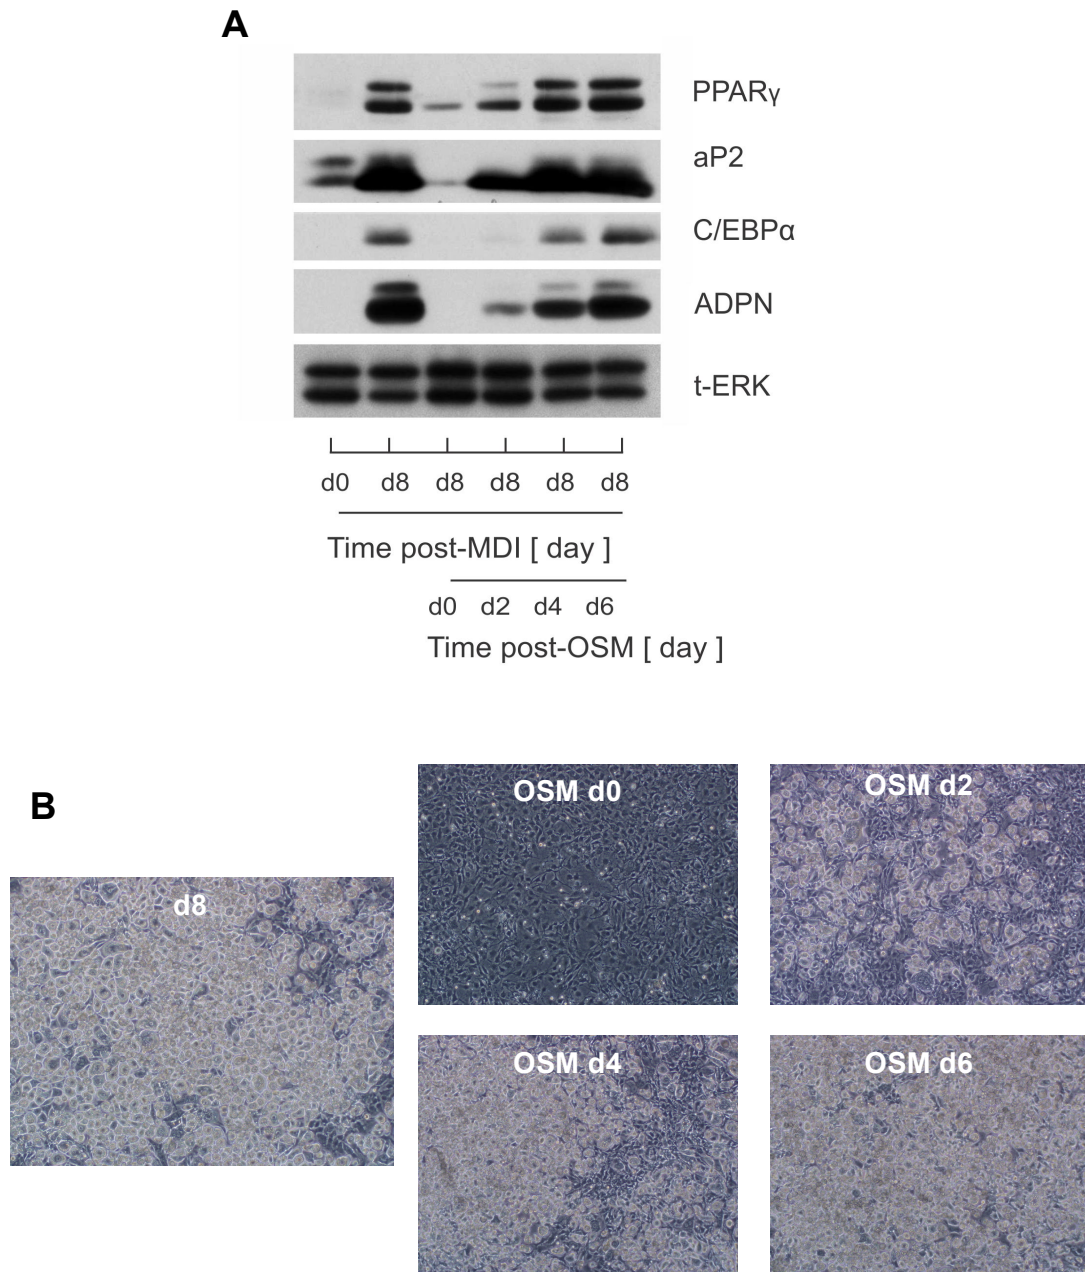 A
PPARγ
aP2
C/EBPα
ADPN
t-ERK
d0 d8 d8 d8 d8 d8
Time post-MDI [ day ]
d0 d2 d4 d6
Time post-OSM [ day ]
B
d8
OSM d0
OSM d2
OSM d4
OSM d6